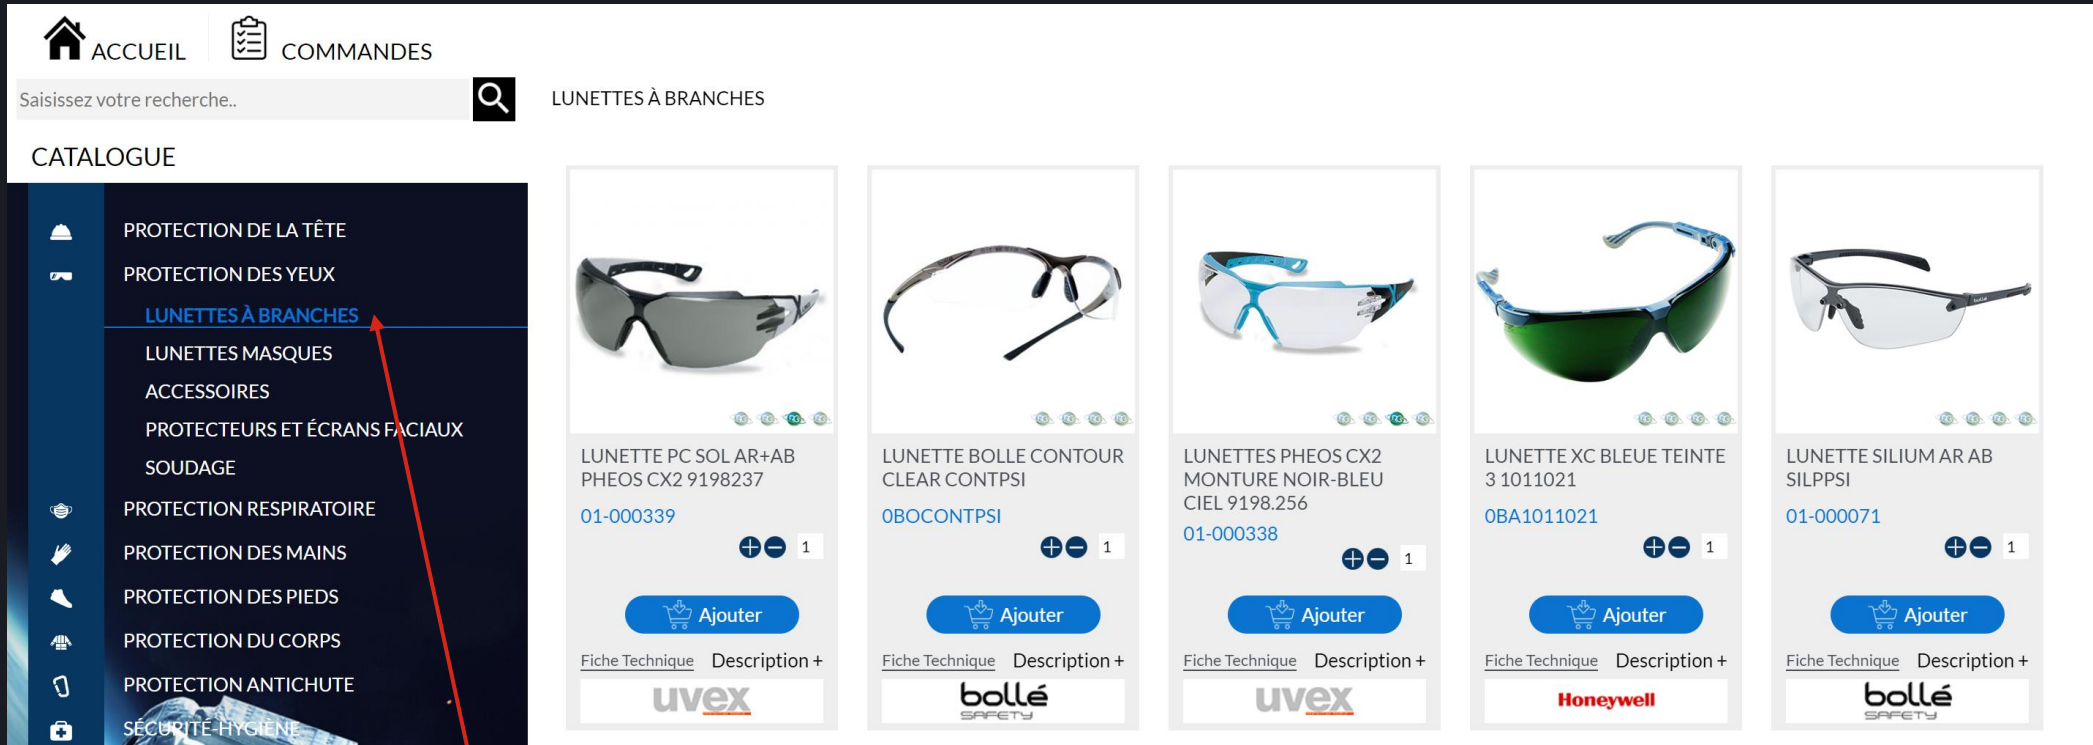 ACCUEIL
COMMANDES
Saisissez votre recherche..
LUNETTES À BRANCHES
CATALOGUE
PROTECTION DE LA TÊTE
PROTECTION DES YEUX
LUNETTES À BRANCHES
LUNETTES MASQUES
ACCESSOIRES
PROTECTEURS ET ÉCRANS FACIAUX
SOUDAGE
PROTECTION RESPIRATOIRE
PROTECTION DES MAINS
PROTECTION DES PIEDS
PROTECTION DU CORPS
PROTECTION ANTICHUTE
SÉCURITÉ-HYGIÈNE
LUNETTE PC SOL AR+AB
PHEOS CX2 9198237
01-000339
1
Ajouter
Fiche Technique Description +
uvex
LUNETTE BOLLE CONTOUR
CLEAR CONTPSI
0BOCONTPSI
1
Ajouter
Fiche Technique Description +
bollé
SAFETY
LUNETTES PHEOS CX2
MONTURE NOIR-BLEU
CIEL 9198.256
01-000338
1
Ajouter
Fiche Technique Description +
uvex
LUNETTE XC BLEUE TEINTE
3 1011021
0BA1011021
1
Ajouter
Fiche Technique Description +
Honeywell
LUNETTE SILIUM AR AB
SILPPSI
01-000071
1
Ajouter
Fiche Technique Description +
bollé
SAFETY